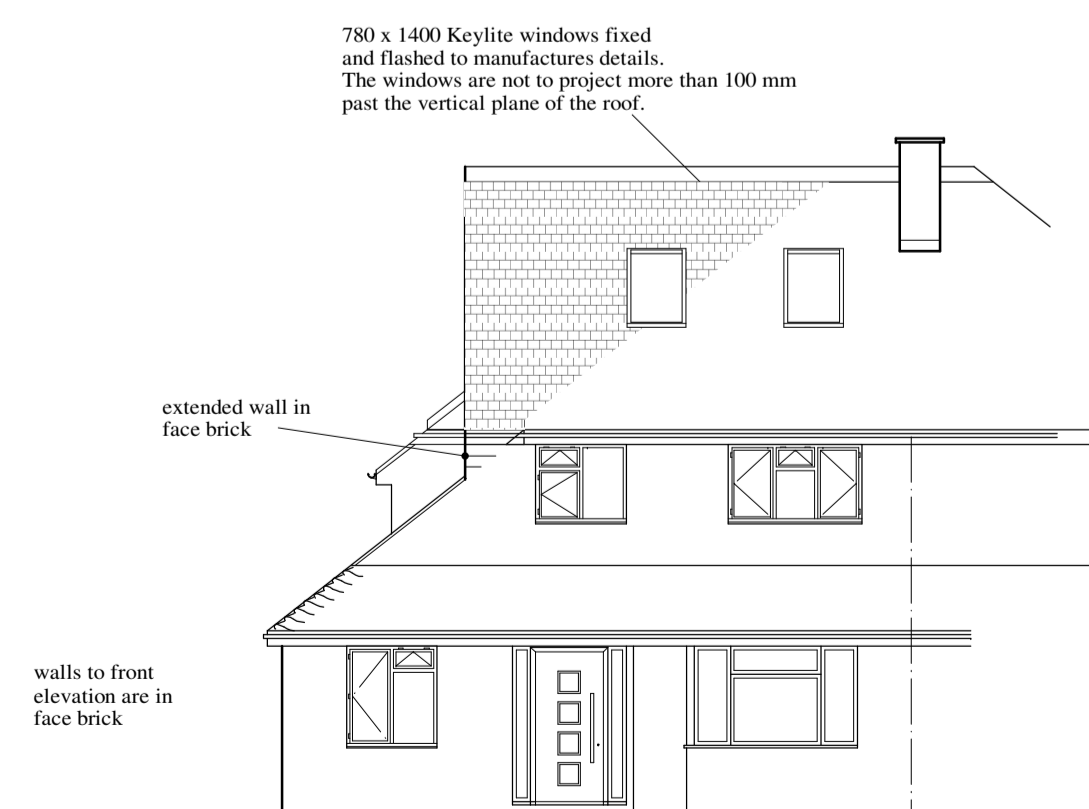 780 x 1400 Keylite windows fixed
and flashed to manufactures details.
The windows are not to project more than 100 mm
past the vertical plane of the roof.
extended wall in
face brick
walls to front
elevation are in
face brick